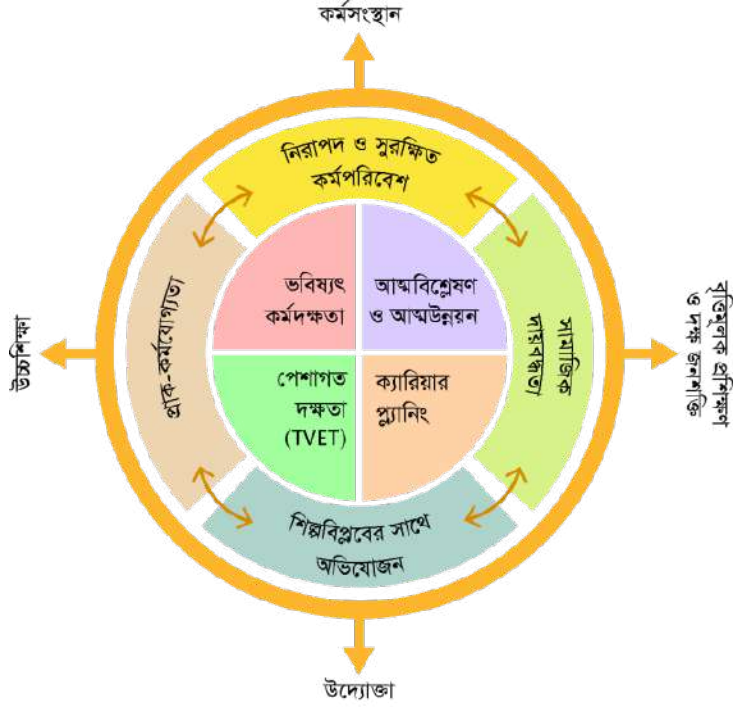 কর্মসংস্থান
নিরাপদ ও সুরক্ষিত
কর্মপরিবেশ
প্রাক-কর্মযোগ্যতা
ভবিষ্যৎ
কর্মদক্ষতা
আত্মবিশ্লেষণ
ও আত্মউন্নয়ন
সামাজিক
দায়বদ্ধতা
উচ্চশিক্ষা
বৃত্তিমূলক প্রশিক্ষণ
ও দক্ষ জনশক্তি
পেশাগত
দক্ষতা
(TVET)
ক্যারিয়ার
প্ল্যানিং
শিল্পবিপ্লবের সাথে
অভিযোজন
উদ্যোক্তা